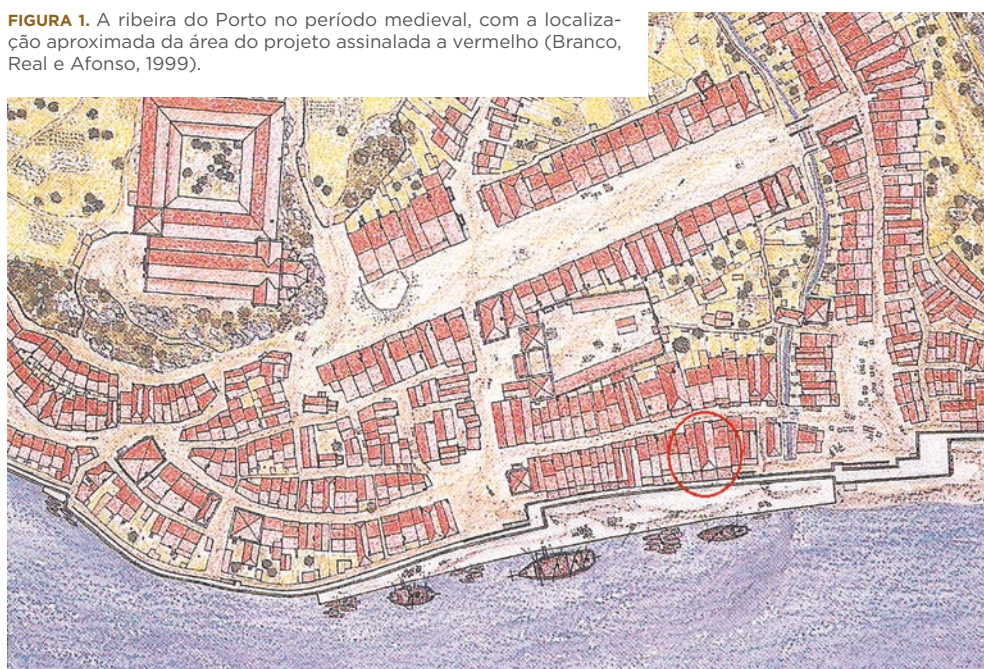 FIGURA 1. A ribeira do Porto no período medieval, com a localiza-
ção aproximada da área do projeto assinalada a vermelho (Branco,
Real e Afonso, 1999).